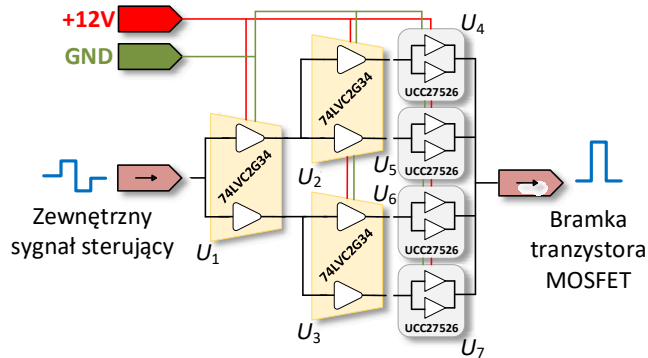 +12V
GND
U4
UCC27526
74LVC2G34
U2
U5
UCC27526
74LVC2G34
U6
UCC27526
Zewnętrzny
sygnał sterujący
U1
74LVC2G34
U3
UCC27526
U7
Bramka
tranzystora
MOSFET